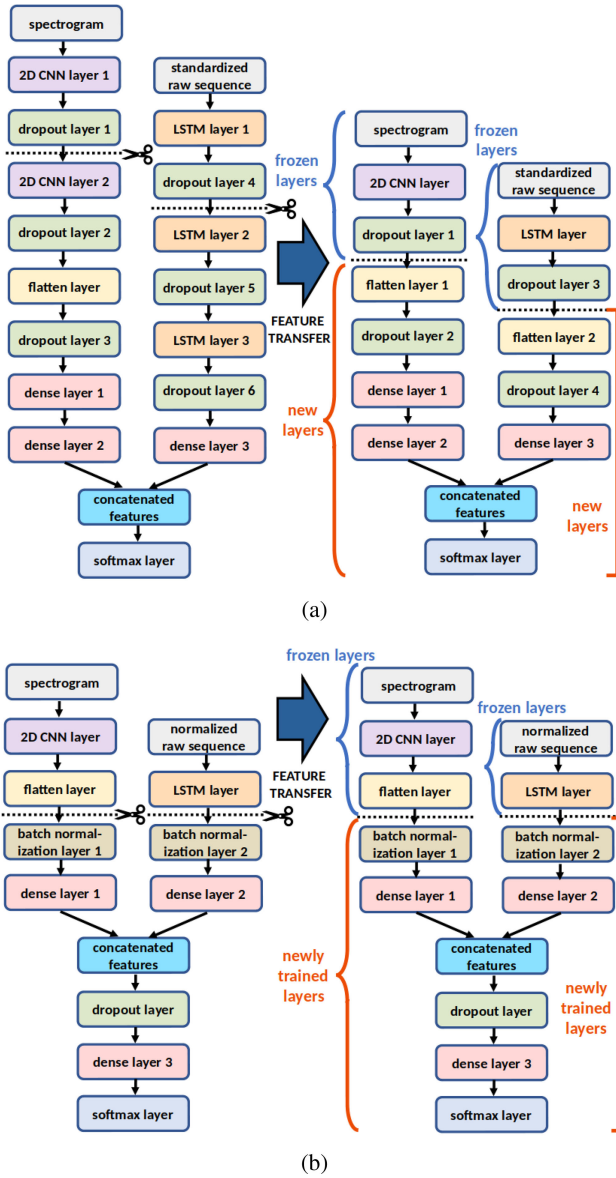 spectrogram
2D CNN layer 1
dropout layer 1
2D CNN layer 2
dropout layer 2
flatten layer
dropout layer 3
dense layer 1
dense layer 2
standardized
raw sequence
LSTM layer 1
dropout layer 4
LSTM layer 2
dropout layer 5
LSTM layer 3
dropout layer 6
dense layer 3
concatenated
features
softmax layer
FEATURE
TRANSFER
frozen
layers
new
layers
spectrogram
2D CNN layer
dropout layer 1
flatten layer 1
dropout layer 2
dense layer 1
dense layer 2
frozen
layers
standardized
raw sequence
LSTM layer
dropout layer 3
flatten layer 2
dropout layer 4
dense layer 3
concatenated
features
softmax layer
new
layers
(a)
spectrogram
2D CNN layer
flatten layer
batch normal-
ization layer 1
dense layer 1
normalized
raw sequence
LSTM layer
batch normal-
ization layer 2
dense layer 2
concatenated
features
dropout layer
dense layer 3
softmax layer
FEATURE
TRANSFER
frozen layers
newly
trained
layers
spectrogram
2D CNN layer
flatten layer
batch normal-
ization layer 1
dense layer 1
frozen layers
normalized
raw sequence
LSTM layer
batch normal-
ization layer 2
dense layer 2
concatenated
features
dropout layer
dense layer 3
softmax layer
newly
trained
layers
(b)